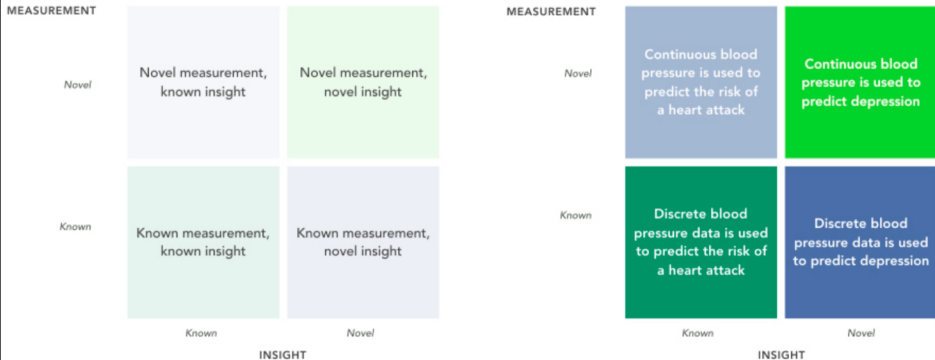 MEASUREMENT
Novel
Novel measurement,
known insight
Novel measurement,
novel insight
Known
Known measurement,
known insight
Known measurement,
novel insight
Known
Novel
INSIGHT
MEASUREMENT
Novel
Continuous blood
pressure is used to
predict the risk of
a heart attack
Continuous blood
pressure is used to
predict depression
Known
Discrete blood
pressure data is used
to predict the risk of
a heart attack
Discrete blood
pressure data is used
to predict depression
Known
Novel
INSIGHT